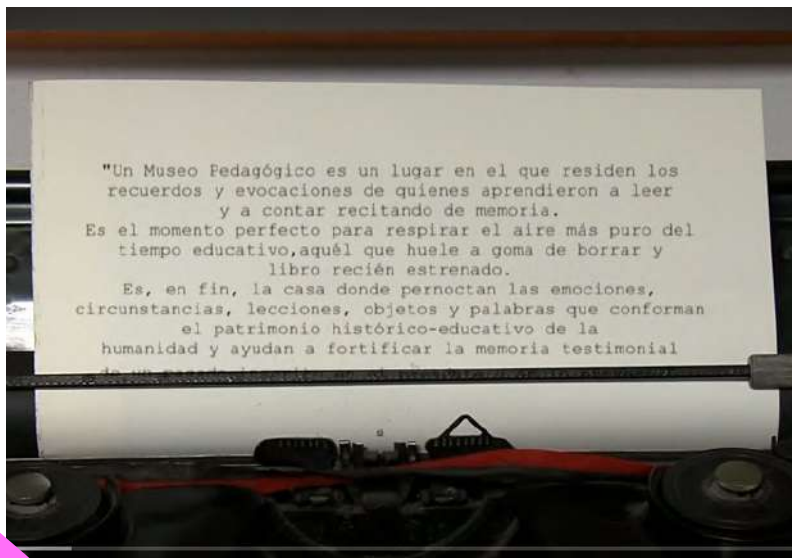 "Un Museo Pedagógico es un lugar en el que residen los
recuerdos y evocaciones de quienes aprendieron a leer
y a contar recitando de memoria.
Es el momento perfecto para respirar el aire más puro del
tiempo educativo,aquél que huele a goma de borrar y
libro recién estrenado.
Es, en fin, la casa donde pernoctan las emociones,
circunstancias, lecciones, objetos y palabras que conforman
el patrimonio histórico-educativo de la
humanidad y ayudan a fortificar la memoria testimonial
de un pasado